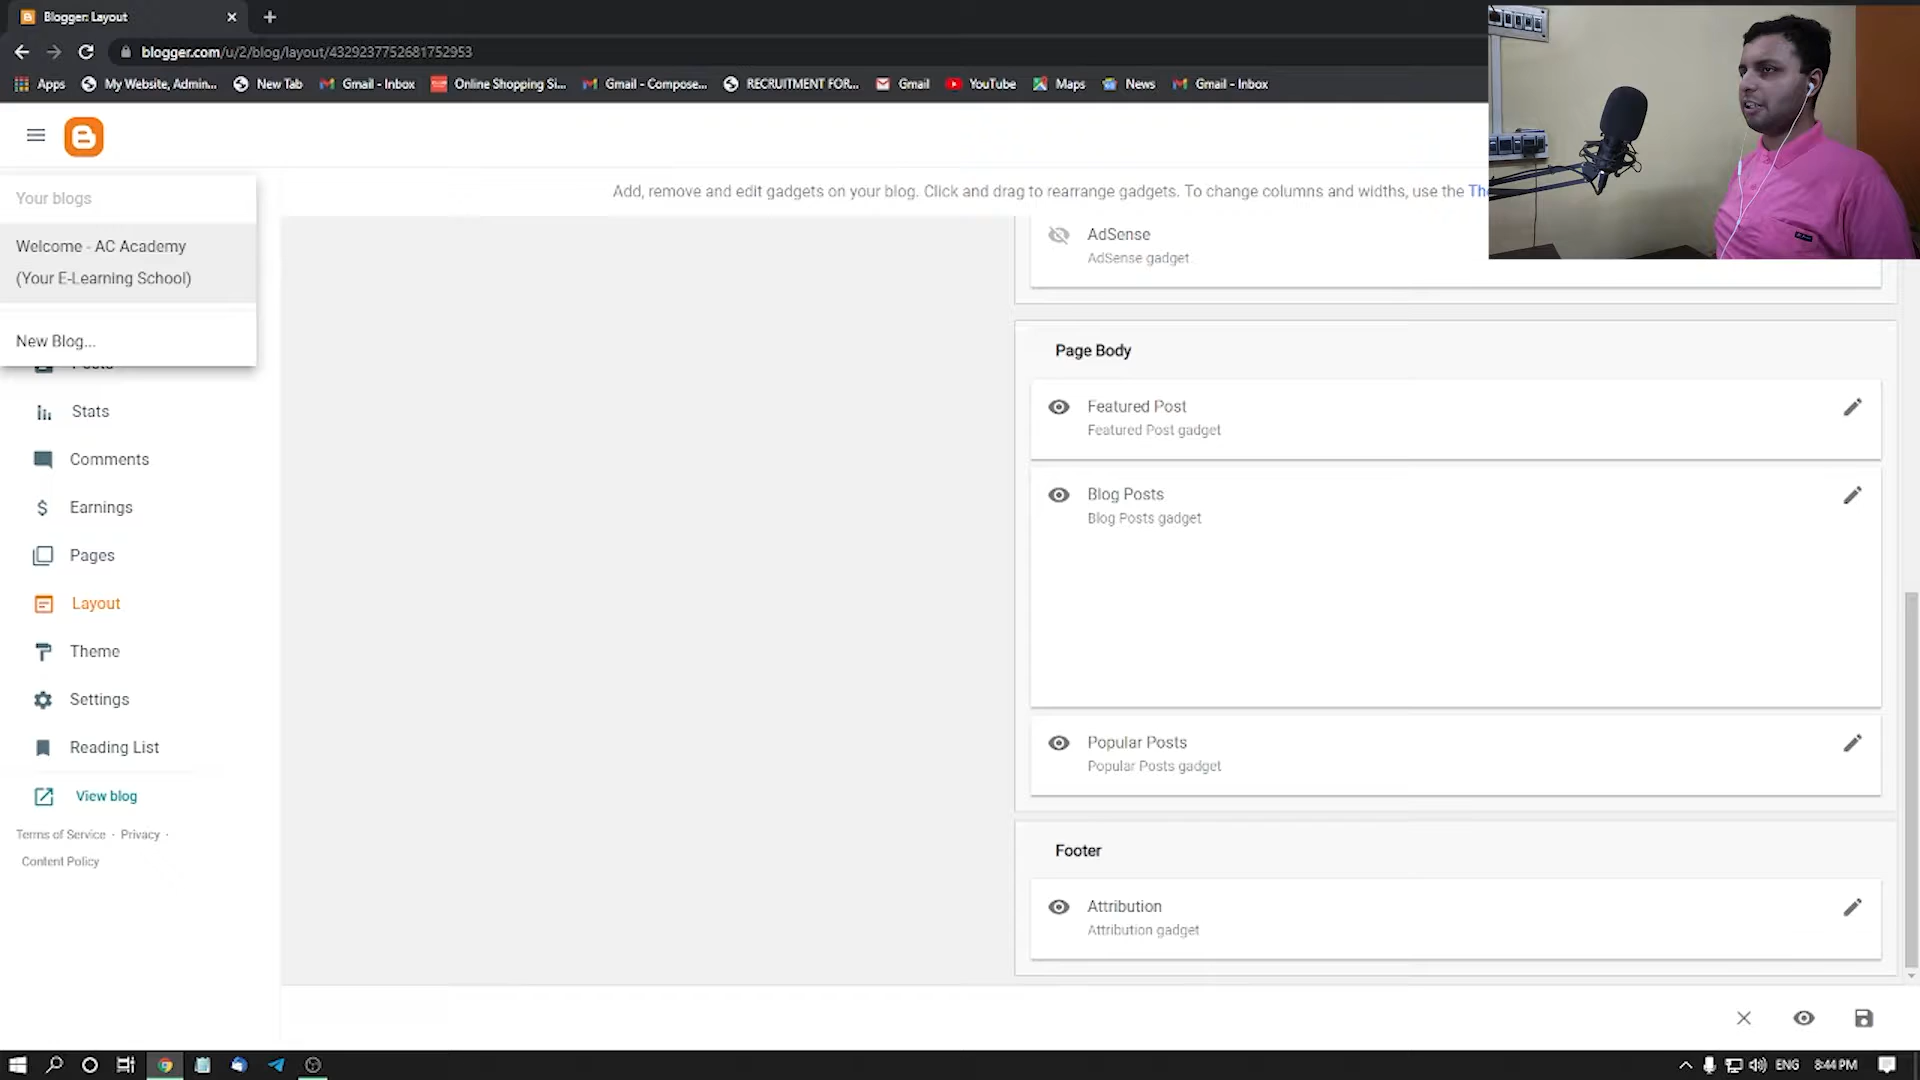 Blogger: Layout
blogger.com/u/2/blog/layout/4329237752681752953
Apps
My Website, Admin...
New Tab
Gmail - Inbox
Online Shopping Si...
Gmail - Compose...
RECRUITMENT FOR...
Gmail
YouTube
Maps
News
Gmail - Inbox
Your blogs
Welcome - AC Academy
(Your E-Learning School)
New Blog...
Stats
Comments
Earnings
Pages
Layout
Theme
Settings
Reading List
View blog
Terms of Service · Privacy ·
Content Policy
Add, remove and edit gadgets on your blog. Click and drag to rearrange gadgets. To change columns and widths, use the
AdSense
AdSense gadget
Page Body
Featured Post
Featured Post gadget
Blog Posts
Blog Posts gadget
Popular Posts
Popular Posts gadget
Footer
Attribution
Attribution gadget
ENG
8:44 PM